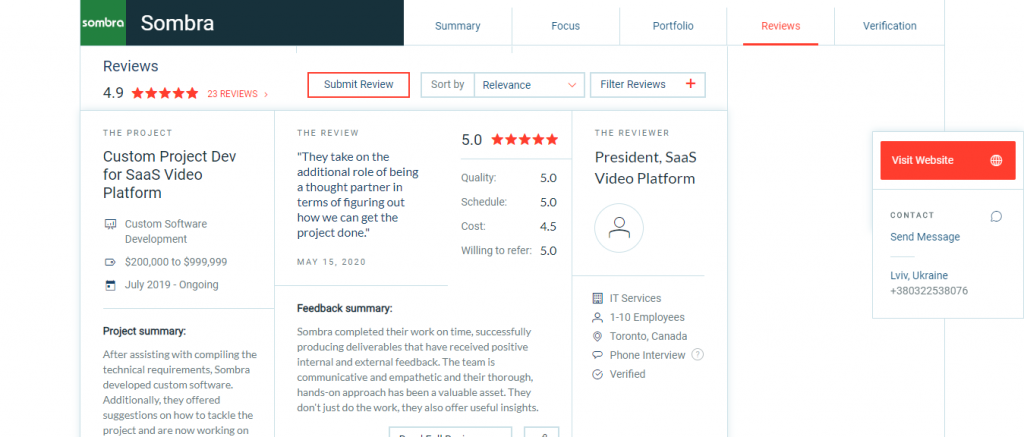 sombra
Sombra
Summary
Focus
Portfolio
Reviews
Verification
Reviews
4.9
23 REVIEWS
Submit Review
Sort by
Relevance
Filter Reviews
THE PROJECT
Custom Project Dev
for SaaS Video
Platform
Custom Software
Development
$200,000 to $999,999
July 2019 - Ongoing
Project summary:
After assisting with compiling the
technical requirements, Sombra
developed custom software.
Additionally, they offered
suggestions on how to tackle the
project and are now working on
THE REVIEW
"They take on the
additional role of being
a thought partner in
terms of figuring out
how we can get the
project done."
MAY 15, 2020
5.0
Quality: 5.0
Schedule: 5.0
Cost: 4.5
Willing to refer: 5.0
Feedback summary:
Sombra completed their work on time, successfully
producing deliverables that have received positive
internal and external feedback. The team is
communicative and empathetic and their thorough,
hands-on approach has been a valuable asset. They
don't just do the work, they also offer useful insights.
THE REVIEWER
President, SaaS
Video Platform
IT Services
1-10 Employees
Toronto, Canada
Phone Interview ?
Verified
Visit Website
CONTACT
Send Message
Lviv, Ukraine
+380322538076